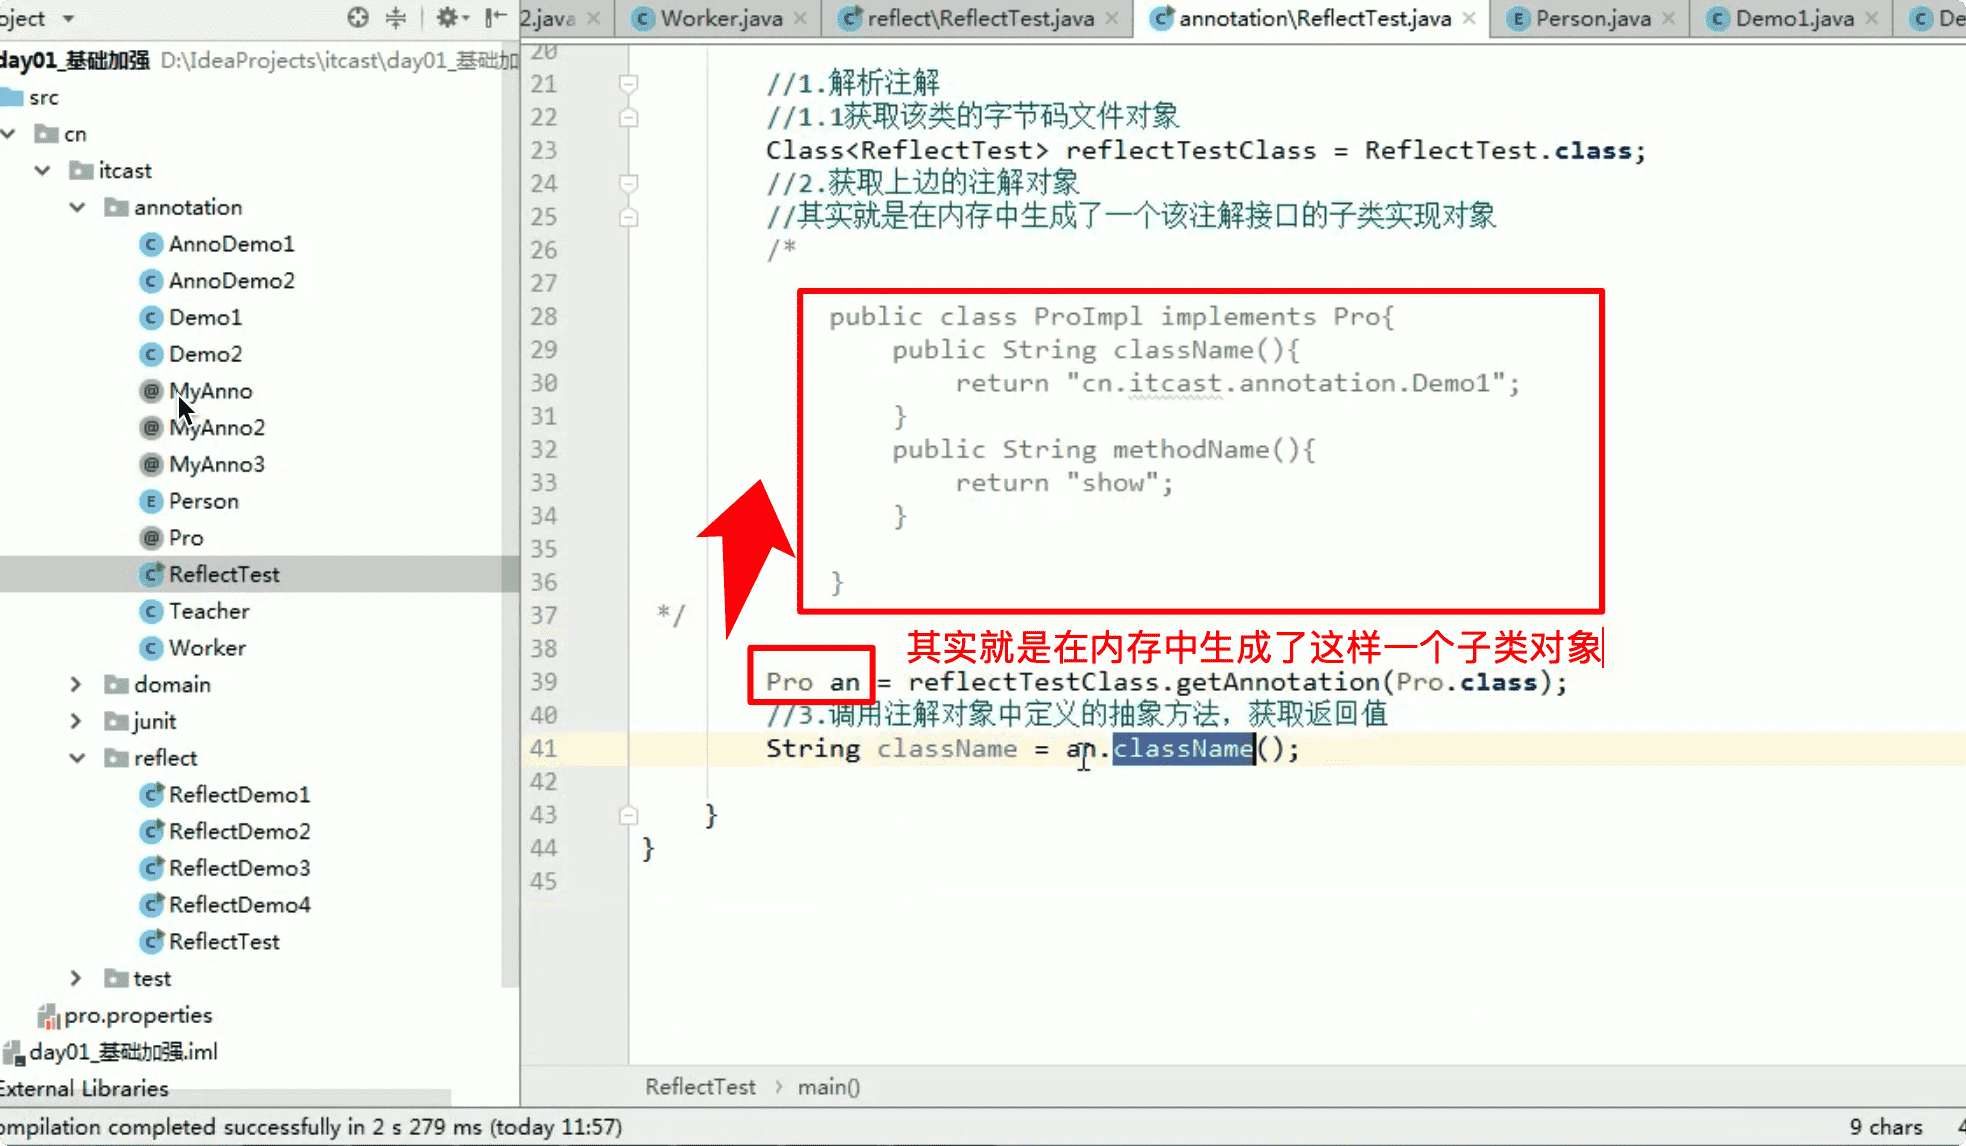 oject
day01_基础加强 D:\IdeaProjects\itcast\day01_基础加
src
cn
itcast
annotation
AnnoDemo1
AnnoDemo2
Demo1
Demo2
MyAnno
MyAnno2
MyAnno3
Person
Pro
ReflectTest
Teacher
Worker
domain
junit
reflect
ReflectDemo1
ReflectDemo2
ReflectDemo3
ReflectDemo4
ReflectTest
test
pro.properties
day01_基础加强.iml
External Libraries
2.java Worker.java reflect\ReflectTest.java annotation\ReflectTest.java Person.java Demo1.java De
20
21 //1.解析注解
22 //1.1获取该类的字节码文件对象
23 Class<ReflectTest> reflectTestClass = ReflectTest.class;
24 //2.获取上边的注解对象
25 //其实就是在内存中生成了一个该注解接口的子类实现对象
26 /*
27
28 public class ProImpl implements Pro{
29 public String className(){
30 return "cn.itcast.annotation.Demo1";
31 }
32 public String methodName(){
33 return "show";
34 }
35
36 }
37 */
其实就是在内存中生成了这样一个子类对象
38
39 Pro an = reflectTestClass.getAnnotation(Pro.class);
40 //3.调用注解对象中定义的抽象方法，获取返回值
41 String className = an.className();
42
43 }
44 }
45
ReflectTest › main()
ompilation completed successfully in 2 s 279 ms (today 11:57) 9 chars 4